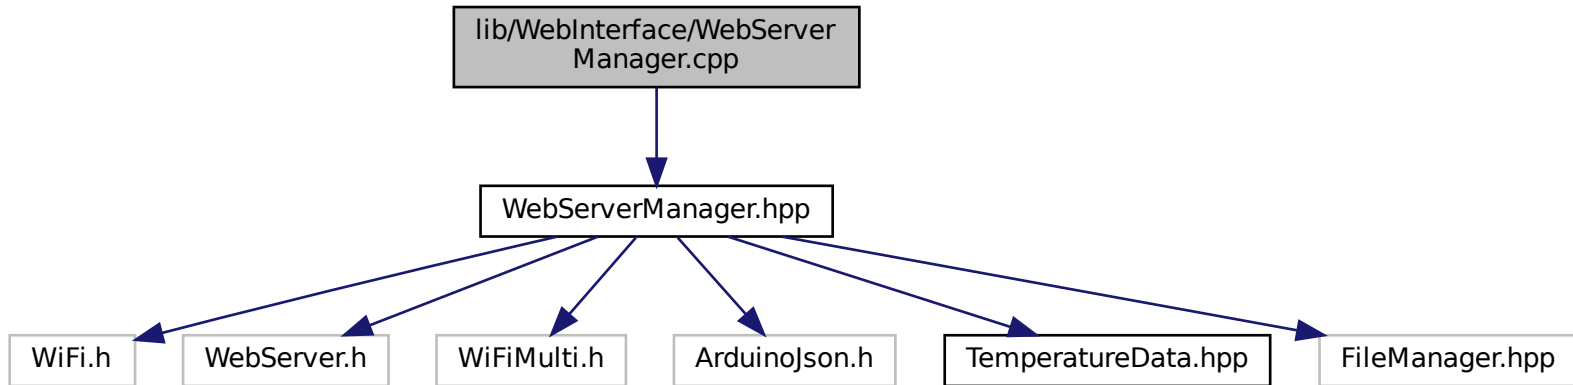 lib/WebInterface/WebServer
Manager.cpp
WebServerManager.hpp
WiFi.h
WebServer.h
WiFiMulti.h
ArduinoJson.h
TemperatureData.hpp
FileManager.hpp